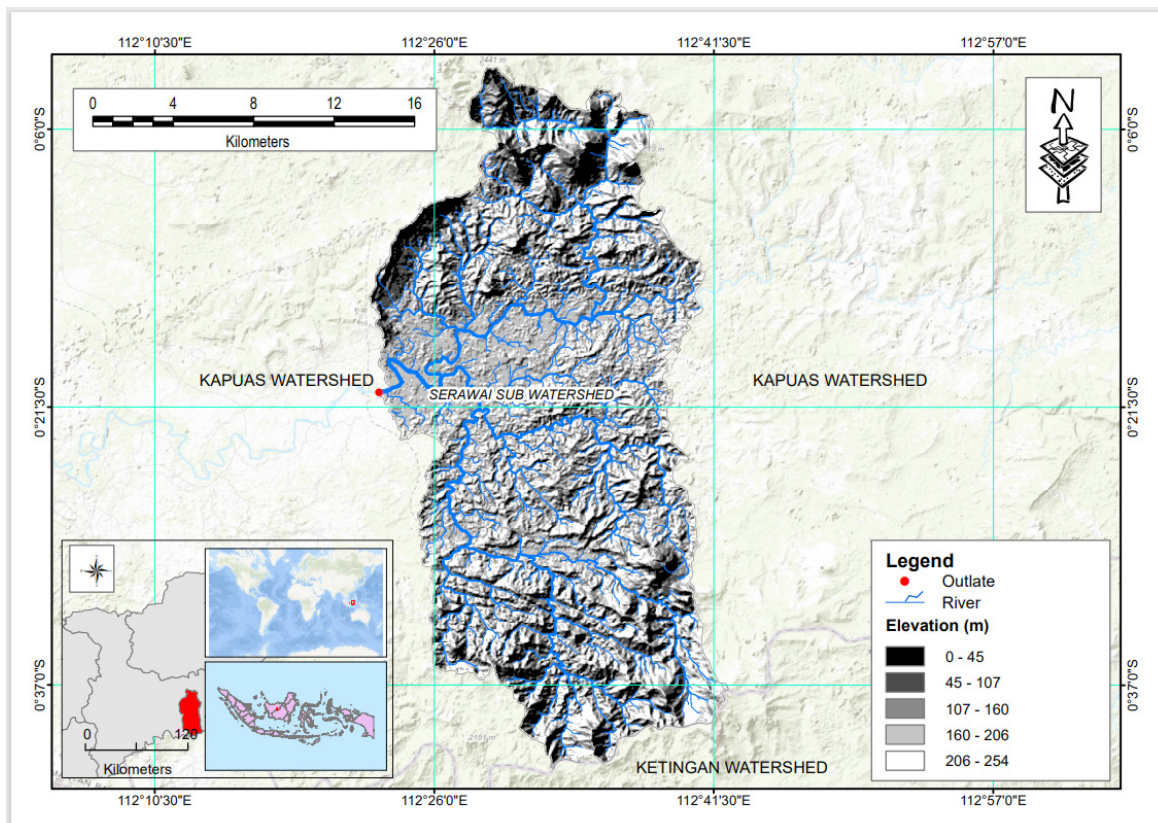 112°10'30"E 112°26'0"E 112°41'30"E 112°57'0"E
2441 m
0 4 8 12 16
Kilometers
N
0°6'0"S 0°6'0"S
KAPUAS WATERSHED
KAPUAS WATERSHED
SERAWAI SUB WATERSHED
0°21'30"S 0°21'30"S
Legend
Outlate
River
Elevation (m)
0 - 45
45 - 107
107 - 160
160 - 206
206 - 254
0°37'0"S 0°37'0"S
0 120
Kilometers
2101 m
KETINGAN WATERSHED
112°10'30"E 112°26'0"E 112°41'30"E 112°57'0"E